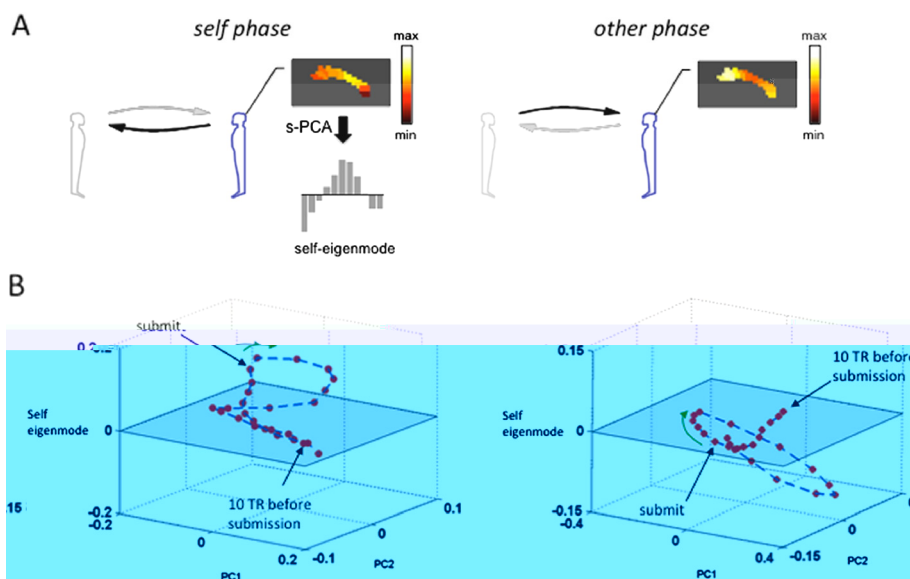 A
self phase
other phase
max
min
max
min
s-PCA
self-eigenmode
B
submit
10 TR before
submission
Self
eigenmode
0
-0.2
-0.2
0
0.2
-0.1
0
0.1
PC1
PC2
0.15
10 TR before
submission
Self
eigenmode
0
submit
-0.15
-0.4
0
0.4
-0.15
0
PC1
PC2